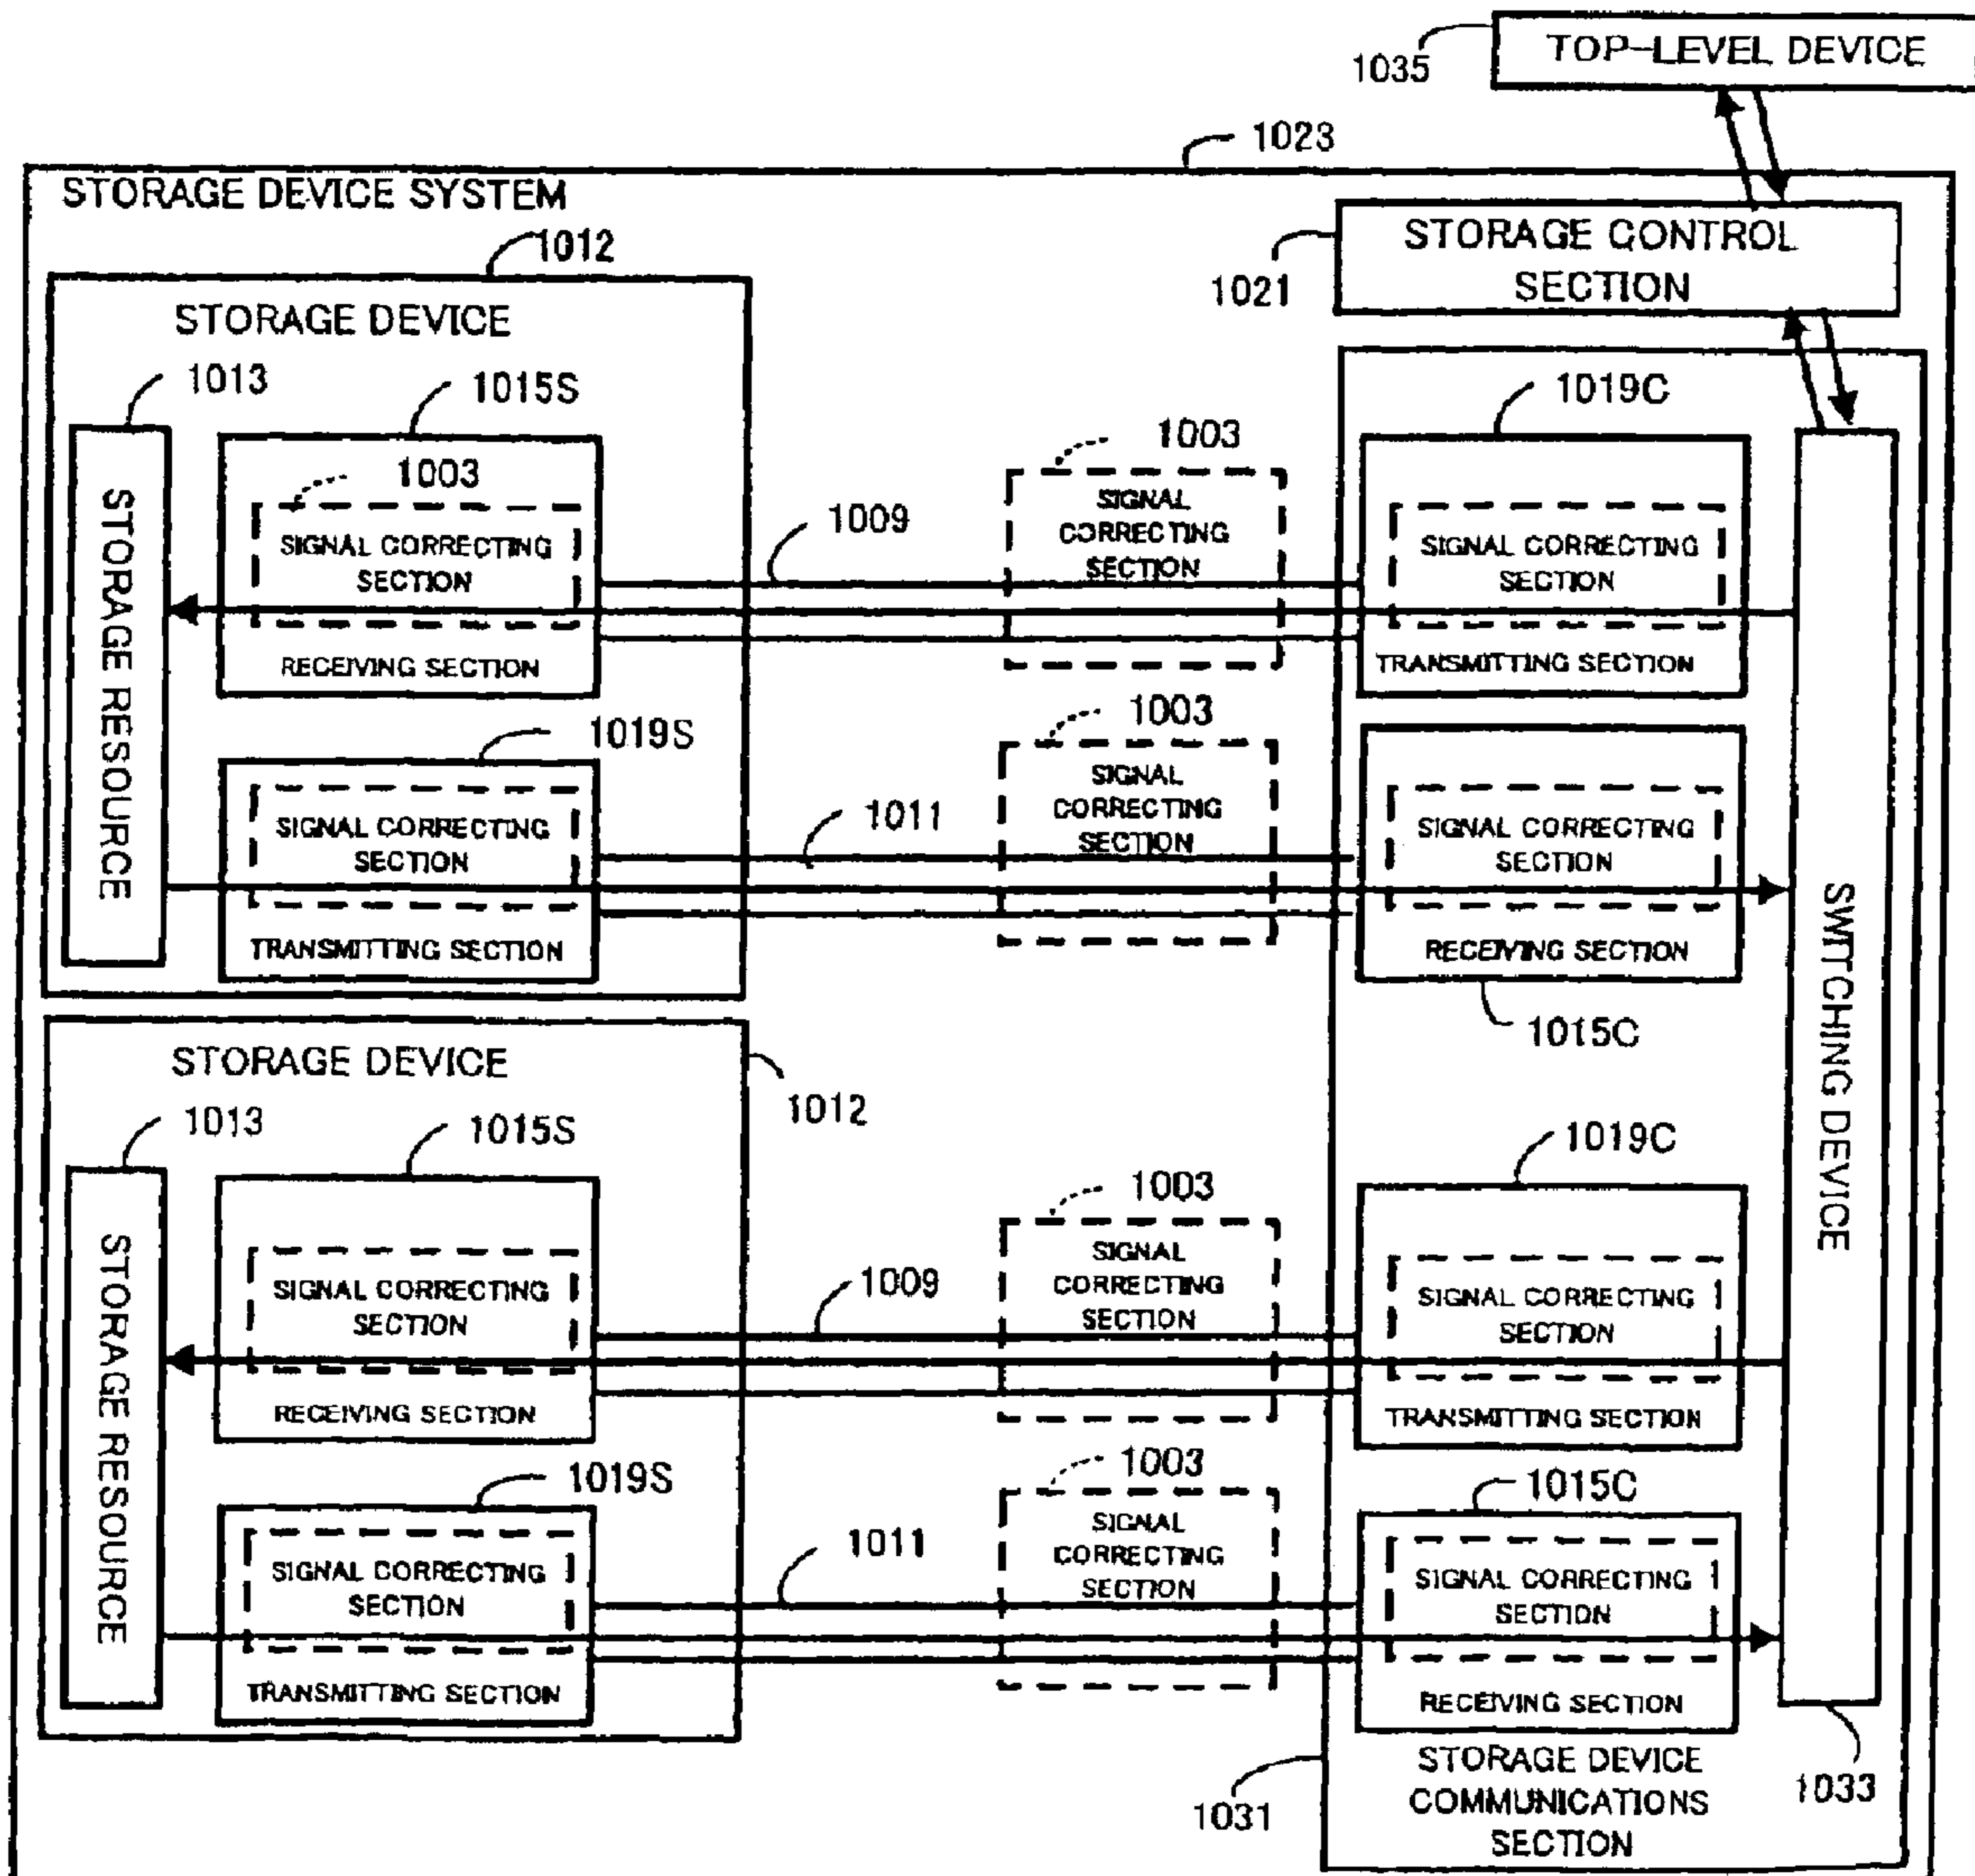 TOP-LEVEL DEVICE
1035
1023
STORAGE DEVICE SYSTEM
STORAGE CONTROL
SECTION
1021
1012
STORAGE DEVICE
1013
STORAGE RESOURCE
1015S
1003
SIGNAL CORRECTING
SECTION
RECEIVING SECTION
1009
1003
SIGNAL
CORRECTING
SECTION
1019C
SIGNAL CORRECTING
SECTION
TRANSMITTING SECTION
1019S
SIGNAL CORRECTING
SECTION
TRANSMITTING SECTION
1011
1003
SIGNAL
CORRECTING
SECTION
SIGNAL CORRECTING
SECTION
RECEIVING SECTION
1015C
SWITCHING DEVICE
STORAGE DEVICE
1012
1013
STORAGE RESOURCE
1015S
SIGNAL CORRECTING
SECTION
RECEIVING SECTION
1009
1003
SIGNAL
CORRECTING
SECTION
1019C
SIGNAL CORRECTING
SECTION
TRANSMITTING SECTION
1019S
SIGNAL CORRECTING
SECTION
TRANSMITTING SECTION
1011
1003
SIGNAL
CORRECTING
SECTION
1015C
SIGNAL CORRECTING
SECTION
RECEIVING SECTION
STORAGE DEVICE
COMMUNICATIONS
SECTION
1031
1033